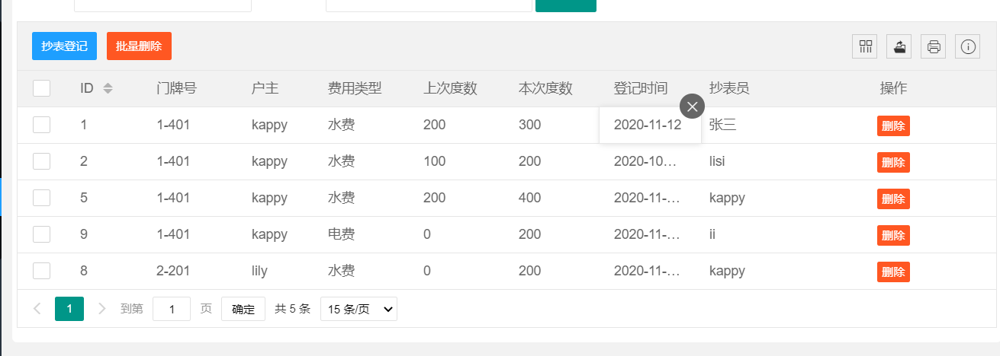 抄表登记 批量删除
ID 门牌号 户主 费用类型 上次度数 本次度数 登记时间 抄表员 操作
1 1-401 kappy 水费 200 300 2020-11-12 张三 删除
2 1-401 kappy 水费 100 200 2020-10… lisi 删除
5 1-401 kappy 水费 200 400 2020-11-… kappy 删除
9 1-401 kappy 电费 0 200 2020-11-… ii 删除
8 2-201 lily 水费 0 200 2020-11-… kappy 删除
1 到第 1 页 确定 共 5 条 15 条/页